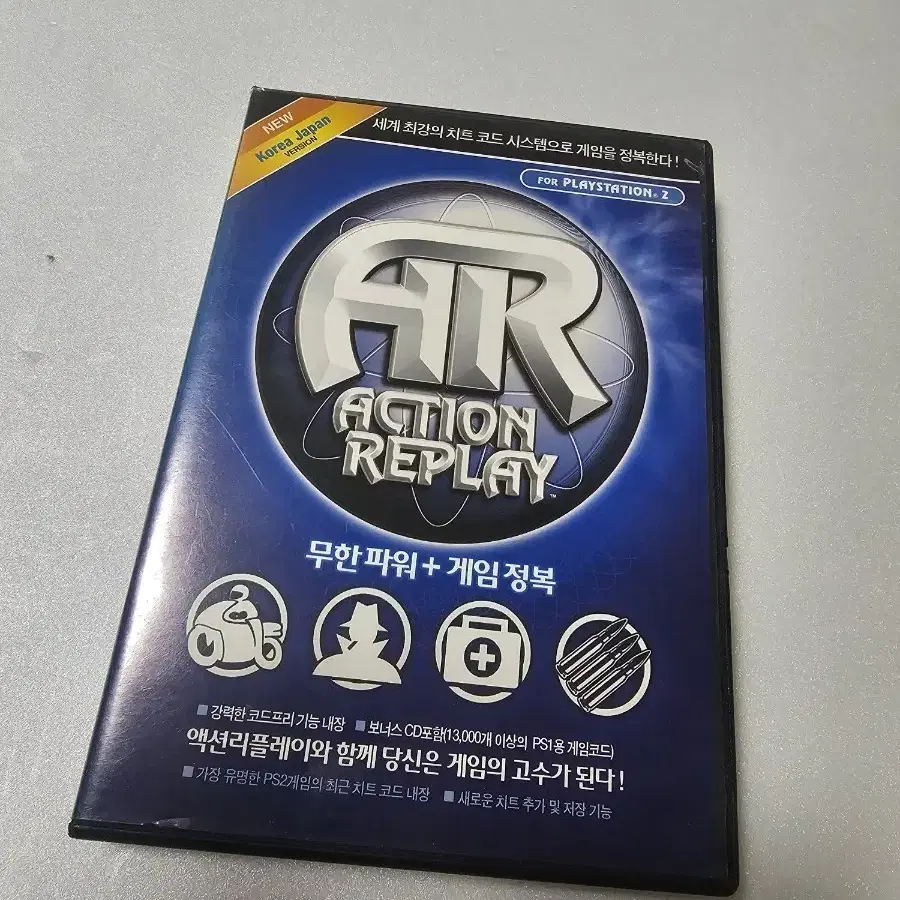 NEW
Korea Japan
VERSION
세계 최강의 치트 코드 시스템으로 게임을 정복한다!
FOR PLAYSTATION® 2
AR
ACTION
REPLAY™
무한 파워 + 게임 정복
■ 강력한 코드프리 기능 내장 ■ 보너스 CD포함(13,000개 이상의 PS1용 게임코드)
액션리플레이와 함께 당신은 게임의 고수가 된다!
■ 가장 유명한 PS2게임의 최근 치트 코드 내장 ■ 새로운 치트 추가 및 저장 기능